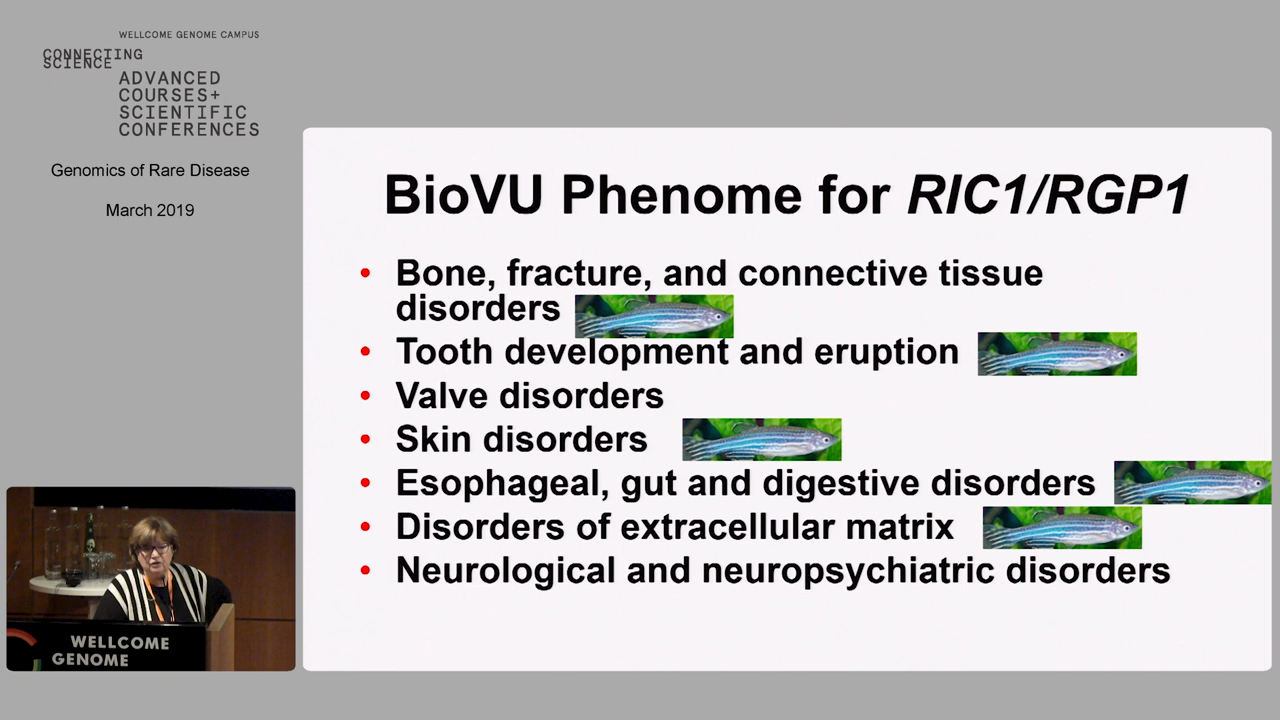 WELLCOME GENOME CAMPUS
CONNECTING
SCIENCE
ADVANCED
COURSES+
SCIENTIFIC
CONFERENCES
Genomics of Rare Disease
March 2019
BioVU Phenome for RIC1/RGP1
• Bone, fracture, and connective tissue
disorders
• Tooth development and eruption
• Valve disorders
• Skin disorders
• Esophageal, gut and digestive disorders
• Disorders of extracellular matrix
• Neurological and neuropsychiatric disorders
WELLCOME
GENOME